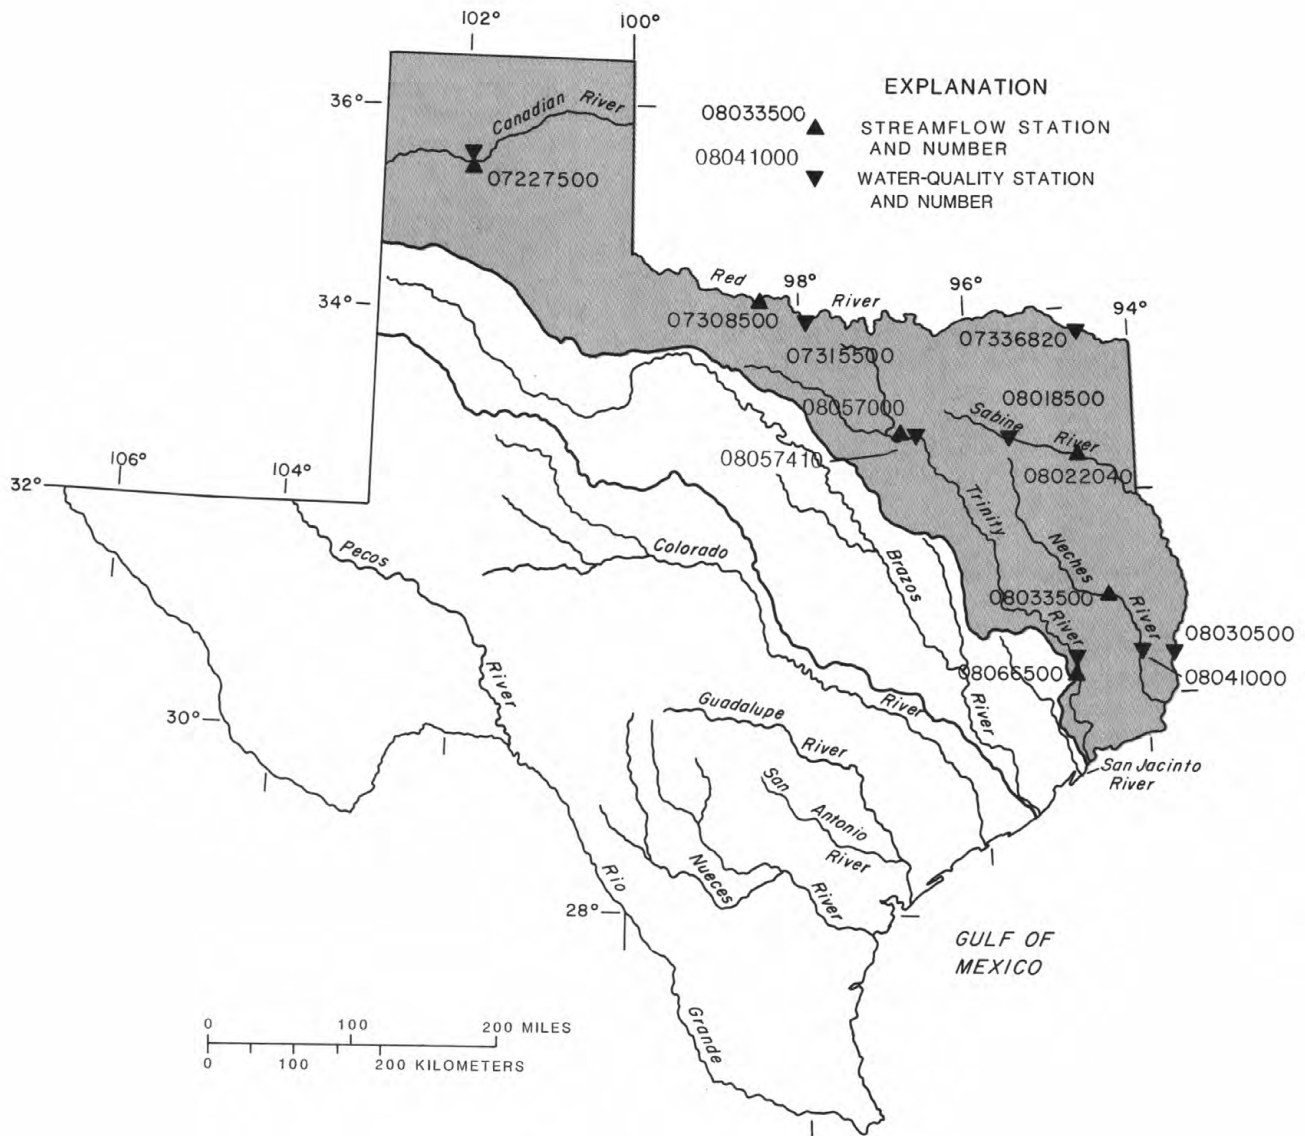 102°
100°
36°
Canadian River
07227500
EXPLANATION
08033500
STREAMFLOW STATION
AND NUMBER
08041000
WATER-QUALITY STATION
AND NUMBER
34°
Red
98°
River
96°
94°
07308500
07315500
07336820
08057000
08018500
Sabine River
08057410
08022040
106°
104°
32°
Pecos
River
Colorado
River
Brazos
River
Trinity
River
Neches
River
08033500
08030500
08066500
08041000
San Jacinto
River
30°
Guadalupe
River
San
Antonio
River
Nueces
River
Rio
Grande
28°
GULF OF
MEXICO
0 100 200 MILES
0 100 200 KILOMETERS